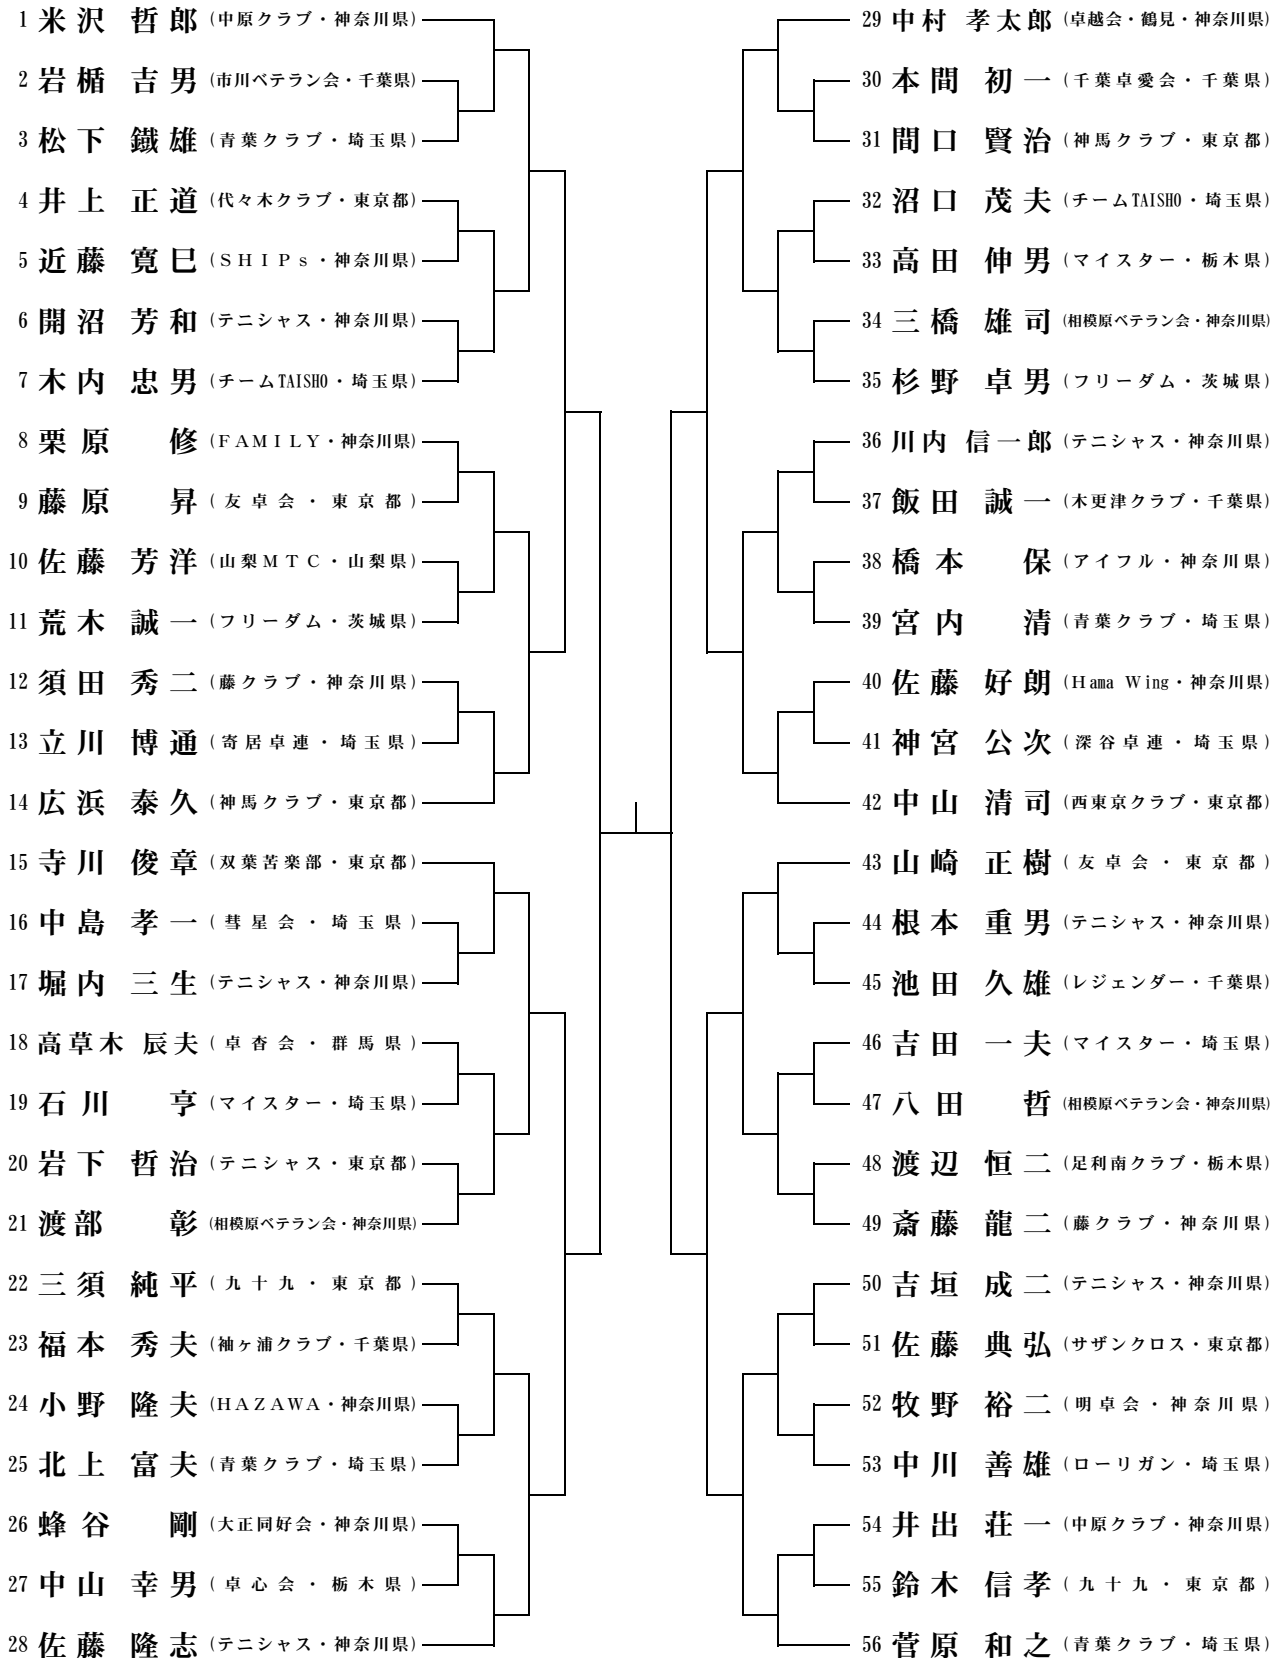 1 米沢 哲郎 (中原クラブ・神奈川県)
2 岩楯 吉男 (市川ベテラン会・千葉県)
3 松下 鐵雄 (青葉クラブ・埼玉県)
4 井上 正道 (代々木クラブ・東京都)
5 近藤 寛巳 (SHIPs・神奈川県)
6 開沼 芳和 (テニシャス・神奈川県)
7 木内 忠男 (チームTAISHO・埼玉県)
8 栗原 修 (FAMILY・神奈川県)
9 藤原 昇 (友卓会・東京都)
10 佐藤 芳洋 (山梨MTC・山梨県)
11 荒木 誠一 (フリーダム・茨城県)
12 須田 秀二 (藤クラブ・神奈川県)
13 立川 博通 (寄居卓連・埼玉県)
14 広浜 泰久 (神馬クラブ・東京都)
15 寺川 俊章 (双葉苦楽部・東京都)
16 中島 孝一 (彗星会・埼玉県)
17 堀内 三生 (テニシャス・神奈川県)
18 高草木 辰夫 (卓杏会・群馬県)
19 石川 亨 (マイスター・埼玉県)
20 岩下 哲治 (テニシャス・東京都)
21 渡部 彰 (相模原ベテラン会・神奈川県)
22 三須 純平 (九十九・東京都)
23 福本 秀夫 (袖ヶ浦クラブ・千葉県)
24 小野 隆夫 (HAZAWA・神奈川県)
25 北上 富夫 (青葉クラブ・埼玉県)
26 蜂谷 剛 (大正同好会・神奈川県)
27 中山 幸男 (卓心会・栃木県)
28 佐藤 隆志 (テニシャス・神奈川県)
29 中村 孝太郎 (卓越会・鶴見・神奈川県)
30 本間 初一 (千葉卓愛会・千葉県)
31 間口 賢治 (神馬クラブ・東京都)
32 沼口 茂夫 (チームTAISHO・埼玉県)
33 高田 伸男 (マイスター・栃木県)
34 三橋 雄司 (相模原ベテラン会・神奈川県)
35 杉野 卓男 (フリーダム・茨城県)
36 川内 信一郎 (テニシャス・神奈川県)
37 飯田 誠一 (木更津クラブ・千葉県)
38 橋本 保 (アイフル・神奈川県)
39 宮内 清 (青葉クラブ・埼玉県)
40 佐藤 好朗 (Hama Wing・神奈川県)
41 神宮 公次 (深谷卓連・埼玉県)
42 中山 清司 (西東京クラブ・東京都)
43 山崎 正樹 (友卓会・東京都)
44 根本 重男 (テニシャス・神奈川県)
45 池田 久雄 (レジェンダー・千葉県)
46 吉田 一夫 (マイスター・埼玉県)
47 八田 哲 (相模原ベテラン会・神奈川県)
48 渡辺 恒二 (足利南クラブ・栃木県)
49 斎藤 龍二 (藤クラブ・神奈川県)
50 吉垣 成二 (テニシャス・神奈川県)
51 佐藤 典弘 (サザンクロス・東京都)
52 牧野 裕二 (明卓会・神奈川県)
53 中川 善雄 (ローリガン・埼玉県)
54 井出 荘一 (中原クラブ・神奈川県)
55 鈴木 信孝 (九十九・東京都)
56 菅原 和之 (青葉クラブ・埼玉県)